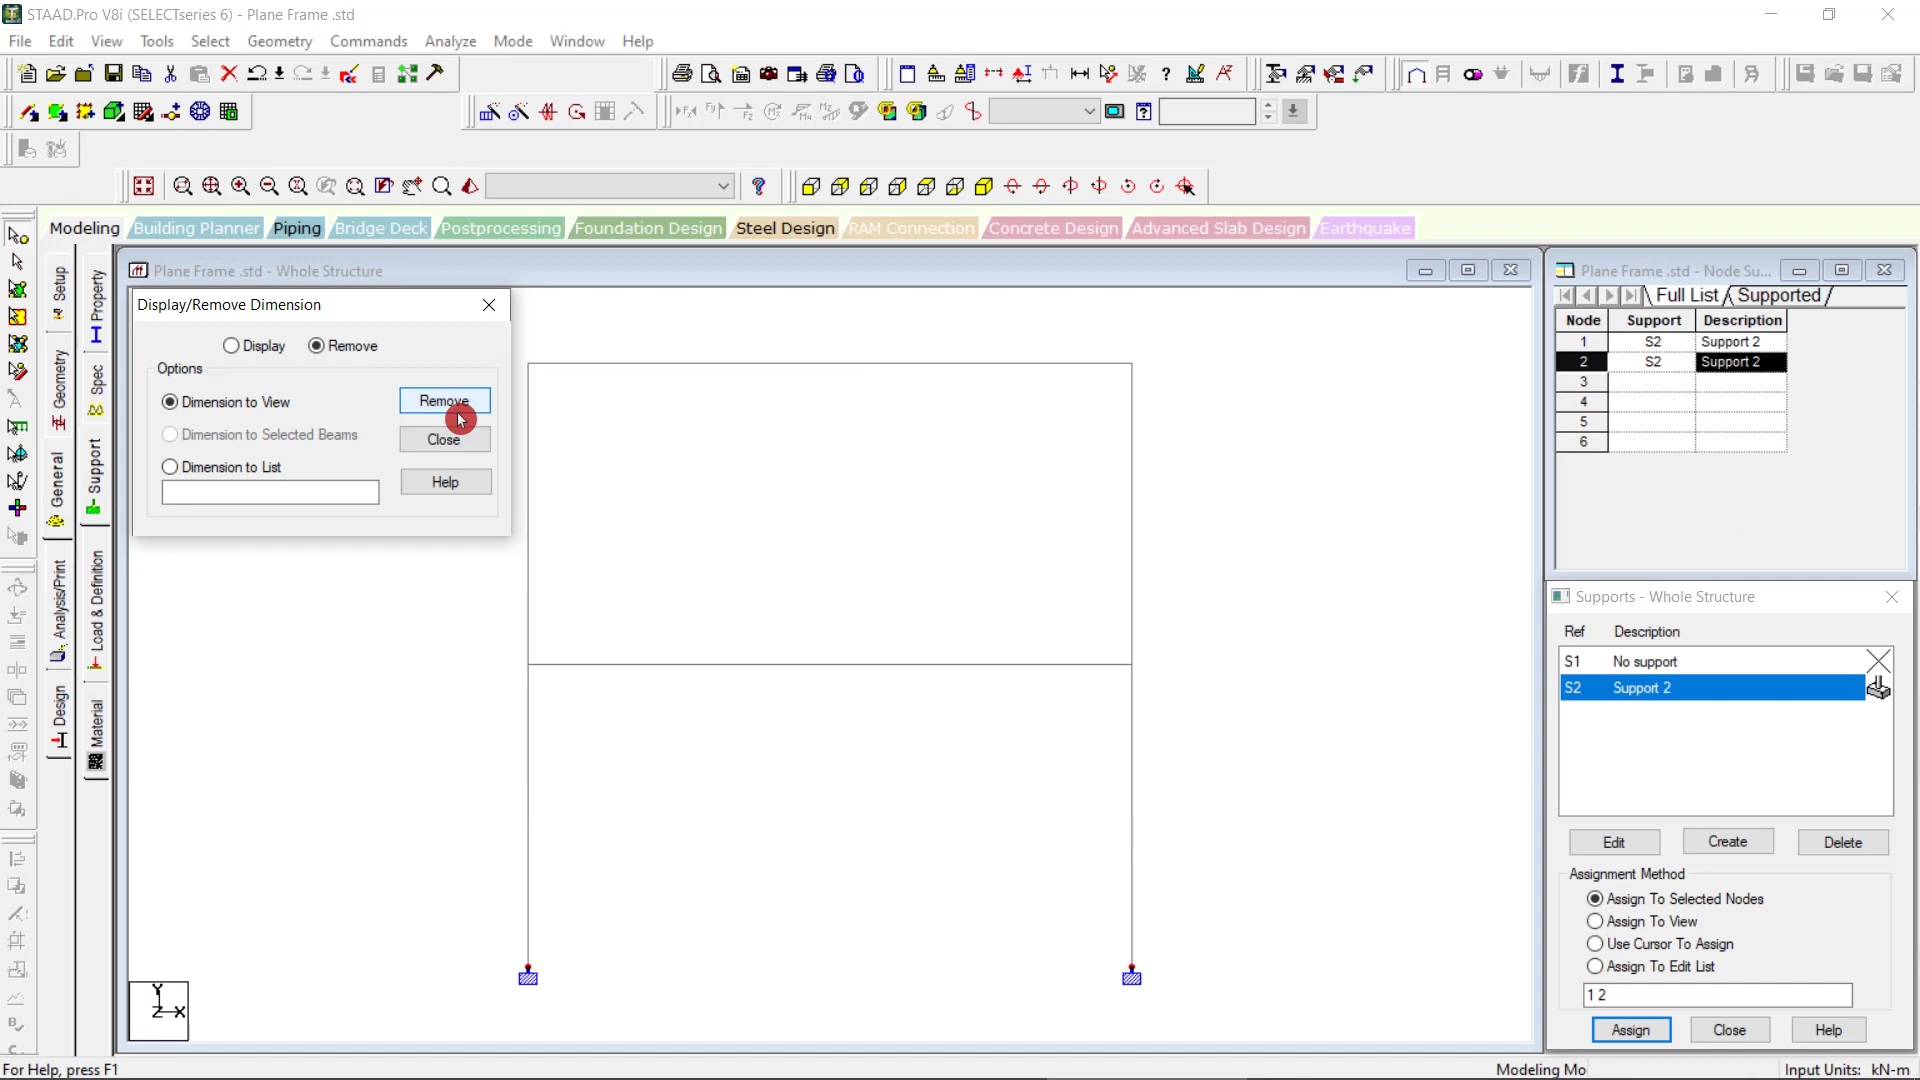 STAAD.Pro V8i (SELECTseries 6) - Plane Frame .std
File Edit View Tools Select Geometry Commands Analyze Mode Window Help
Modeling Building Planner Piping Bridge Deck Postprocessing Foundation Design Steel Design RAM Connection Concrete Design Advanced Slab Design Earthquake
Setup
Geometry
General
Analysis/Print
Design
Property
Spec
Support
Load & Definition
Material
Plane Frame .std - Whole Structure
Display/Remove Dimension
Display Remove
Options
Dimension to View
Remove
Dimension to Selected Beams
Close
Dimension to List
Help
Y
Z X
Plane Frame .std - Node Su...
Full List Supported
Node Support Description
1 S2 Support 2
2 S2 Support 2
3
4
5
6
Supports - Whole Structure
Ref Description
S1 No support
S2 Support 2
Edit Create Delete
Assignment Method
Assign To Selected Nodes
Assign To View
Use Cursor To Assign
Assign To Edit List
1 2
Assign Close Help
For Help, press F1
Modeling Mo
Input Units: kN-m